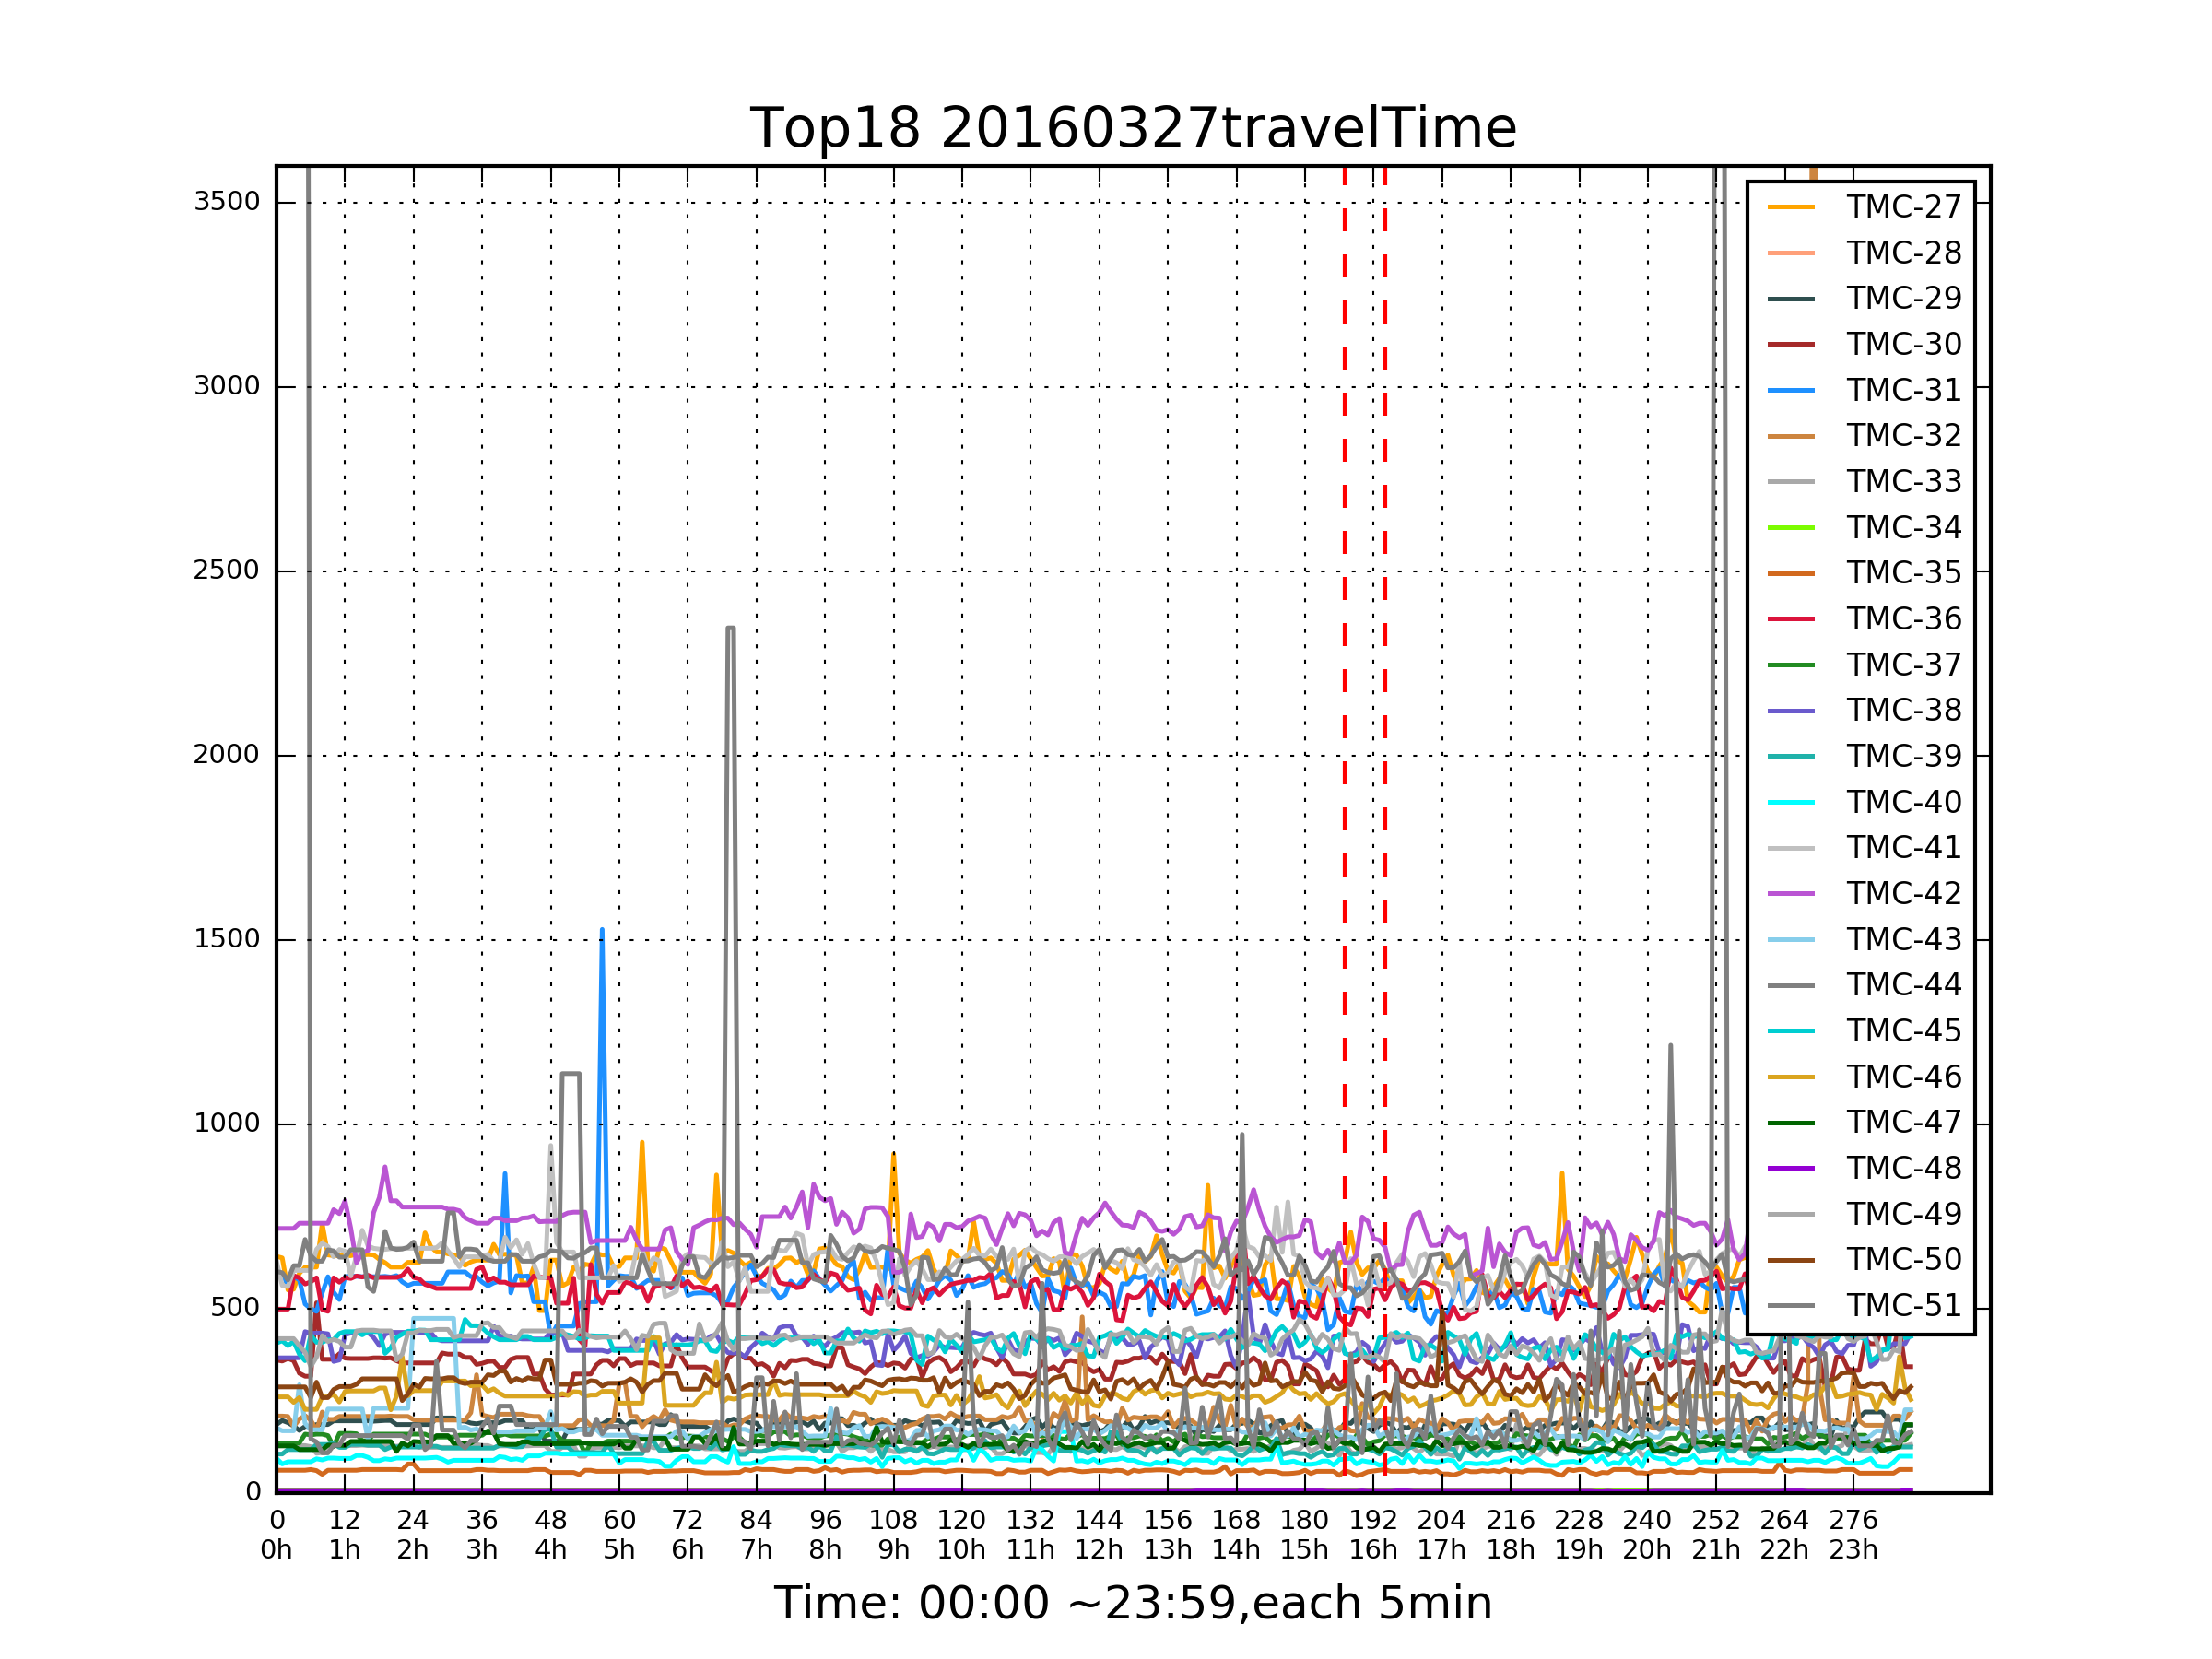 Top18 20160327travelTime
3500
3000
2500
2000
1500
1000
500
0
TMC-27
TMC-28
TMC-29
TMC-30
TMC-31
TMC-32
TMC-33
TMC-34
TMC-35
TMC-36
TMC-37
TMC-38
TMC-39
TMC-40
TMC-41
TMC-42
TMC-43
TMC-44
TMC-45
TMC-46
TMC-47
TMC-48
TMC-49
TMC-50
TMC-51
0 12 24 36 48 60 72 84 96 108 120 132 144 156 168 180 192 204 216 228 240 252 264 276
0h 1h 2h 3h 4h 5h 6h 7h 8h 9h 10h 11h 12h 13h 14h 15h 16h 17h 18h 19h 20h 21h 22h 23h
Time: 00:00 ~23:59,each 5min